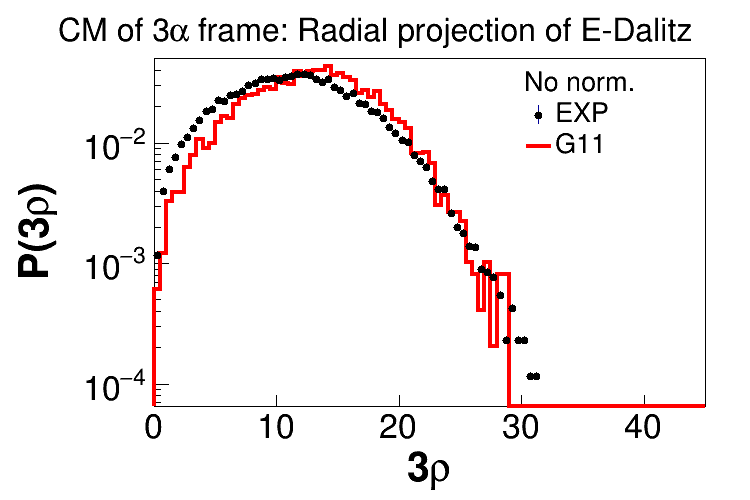 CM of 3α frame: Radial projection of E-Dalitz
No norm.
EXP
G11
P(3ρ)
10⁻²
10⁻³
10⁻⁴
0 10 20 30 40
3ρ